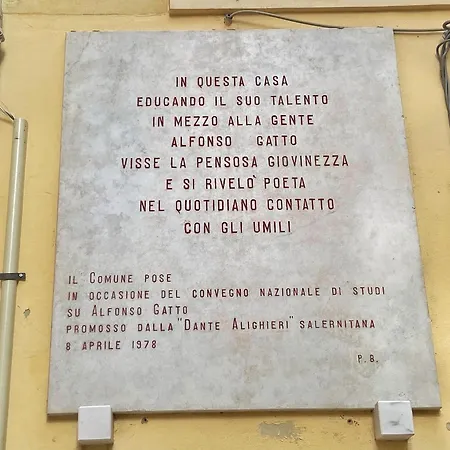 IN QUESTA CASA
EDUCANDO IL SUO TALENTO
IN MEZZO ALLA GENTE
ALFONSO GATTO
VISSE LA PENSOSA GIOVINEZZA
E SI RIVELO' POETA
NEL QUOTIDIANO CONTATTO
CON GLI UMILI
IL COMUNE POSE
IN OCCASIONE DEL CONVEGNO NAZIONALE DI STUDI
SU ALFONSO GATTO
PROMOSSO DALLA "DANTE ALIGHIERI" SALERNITANA
8 APRILE 1978
P. B.